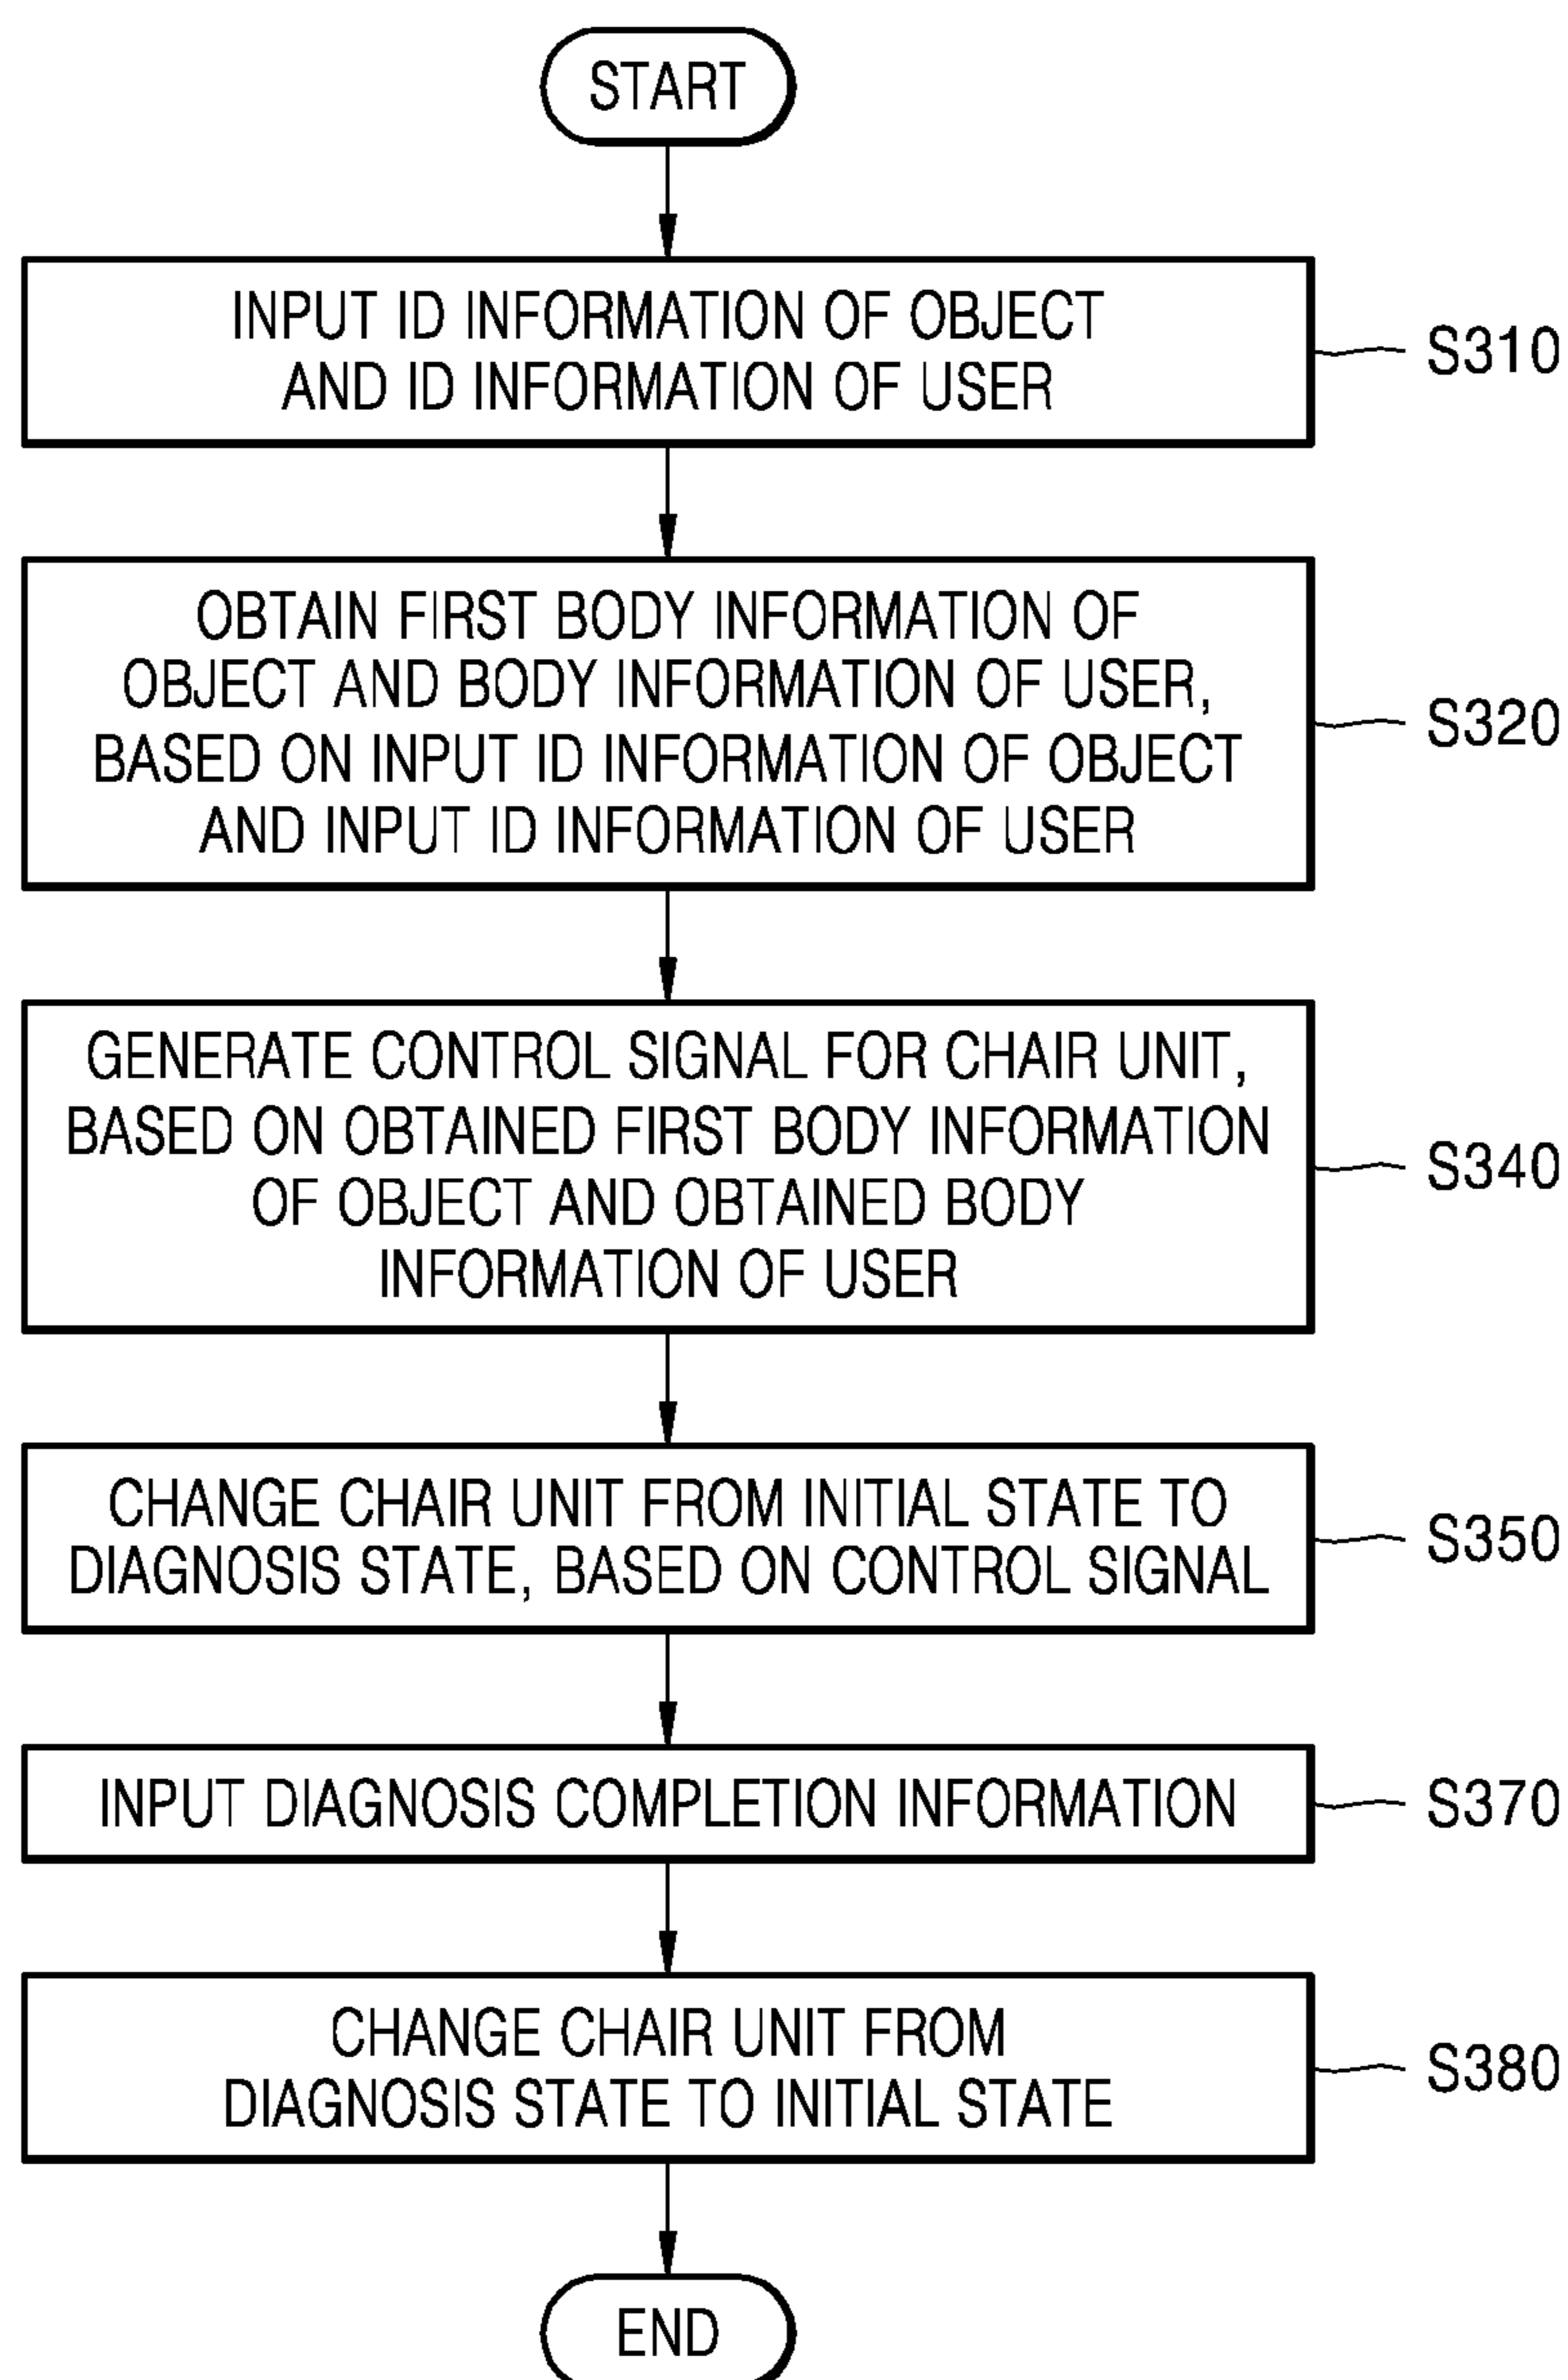 START
INPUT ID INFORMATION OF OBJECT
AND ID INFORMATION OF USER
S310
OBTAIN FIRST BODY INFORMATION OF
OBJECT AND BODY INFORMATION OF USER,
BASED ON INPUT ID INFORMATION OF OBJECT
AND INPUT ID INFORMATION OF USER
S320
GENERATE CONTROL SIGNAL FOR CHAIR UNIT,
BASED ON OBTAINED FIRST BODY INFORMATION
OF OBJECT AND OBTAINED BODY
INFORMATION OF USER
S340
CHANGE CHAIR UNIT FROM INITIAL STATE TO
DIAGNOSIS STATE, BASED ON CONTROL SIGNAL
S350
INPUT DIAGNOSIS COMPLETION INFORMATION
S370
CHANGE CHAIR UNIT FROM
DIAGNOSIS STATE TO INITIAL STATE
S380
END